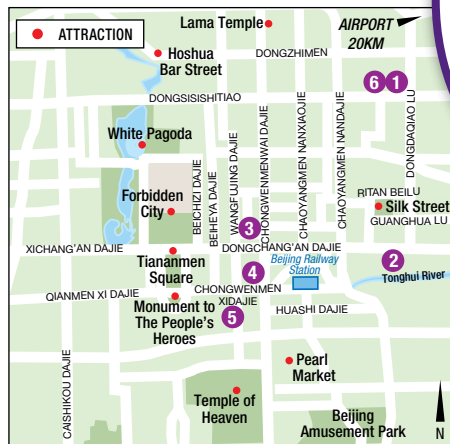 ATTRACTION
Lama Temple
AIRPORT
20KM
Hoshua
Bar Street
DONGZHIMEN
6 1
DONGSISISHITIAO
DONGDAQIAO LU
White Pagoda
BEICHIZI DAJIE
BEIHEYA DAJIE
WANGFUJING DAJIE
CHONGWENMENWAI DAJIE
CHAOYANGMEN NANXIAOJIE
CHAOYANGMEN NANDAJIE
RITAN BEILU
Silk Street
GUANGHUA LU
Forbidden
City
3
XICHANG'AN DAJIE
DONGCHANG'AN DAJIE
Tiananmen
Square
Beijing Railway
Station
2
Tonghui River
4
QIANMEN XI DAJIE
CHONGWENMEN
XIDAJIE
Monument to
The People's
Heroes
5
HUASHI DAJIE
CAISHIKOU DAJIE
Pearl
Market
Temple of
Heaven
Beijing
Amusement Park
N